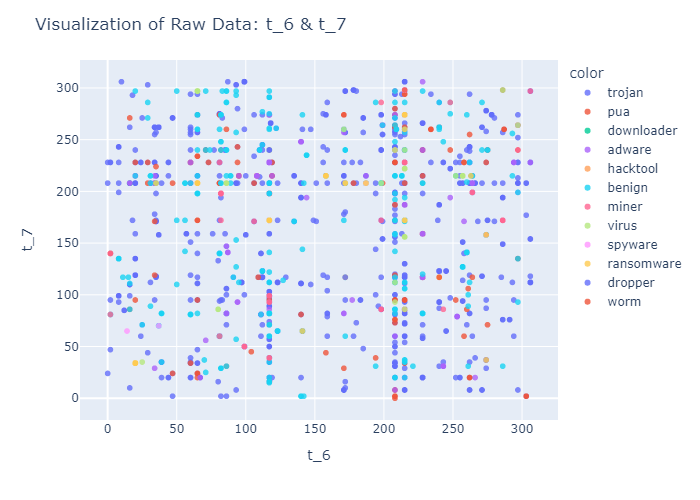 Visualization of Raw Data: t_6 & t_7
color
trojan
pua
downloader
adware
hacktool
benign
miner
virus
spyware
ransomware
dropper
worm
t_7
300
250
200
150
100
50
0
0 50 100 150 200 250 300
t_6